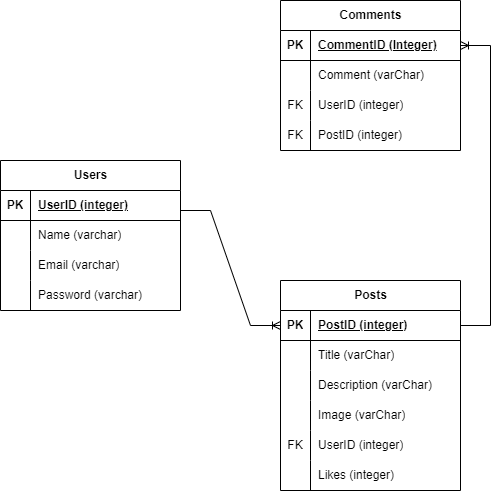 Comments
PK CommentID (Integer)
Comment (varChar)
FK UserID (integer)
FK PostID (integer)
Users
PK UserID (integer)
Name (varchar)
Email (varchar)
Password (varchar)
Posts
PK PostID (integer)
Title (varChar)
Description (varChar)
Image (varChar)
FK UserID (integer)
Likes (integer)